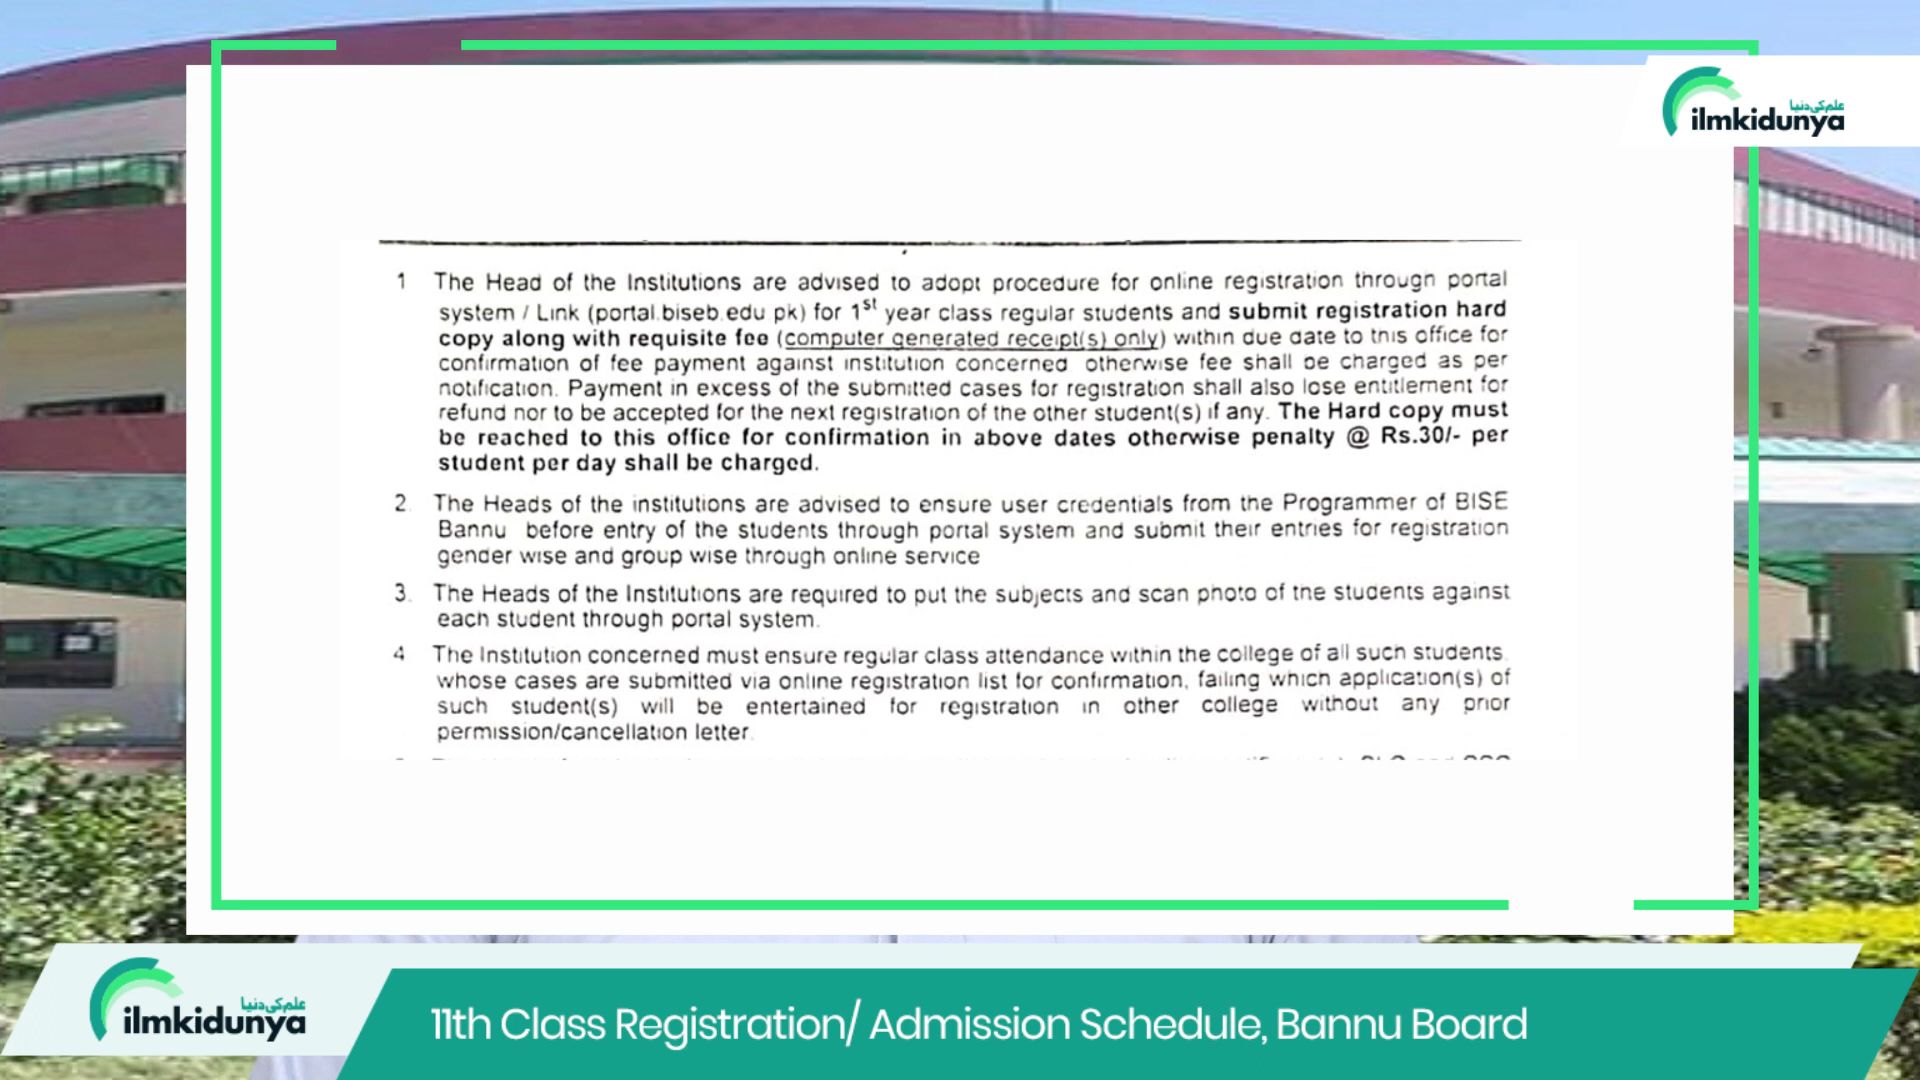 علم کی دنیا
ilmkidunya
1 The Head of the Institutions are advised to adopt procedure for online registration through portal
system / Link (portal.biseb.edu pk) for 1st year class regular students and submit registration hard
copy along with requisite fee (computer generated receipt(s) only) within due date to this office for
confirmation of fee payment against institution concerned otherwise fee shall be charged as per
notification. Payment in excess of the submitted cases for registration shall also lose entitlement for
refund nor to be accepted for the next registration of the other student(s) if any. The Hard copy must
be reached to this office for confirmation in above dates otherwise penalty @ Rs.30/- per
student per day shall be charged.
2. The Heads of the institutions are advised to ensure user credentials from the Programmer of BISE
Bannu before entry of the students through portal system and submit their entries for registration
gender wise and group wise through online service
3. The Heads of the Institutions are required to put the subjects and scan photo of the students against
each student through portal system.
4 The Institution concerned must ensure regular class attendance within the college of all such students,
whose cases are submitted via online registration list for confirmation, failing which application(s) of
such student(s) will be entertained for registration in other college without any prior
permission/cancellation letter.
علم کی دنیا
ilmkidunya
11th Class Registration/ Admission Schedule, Bannu Board